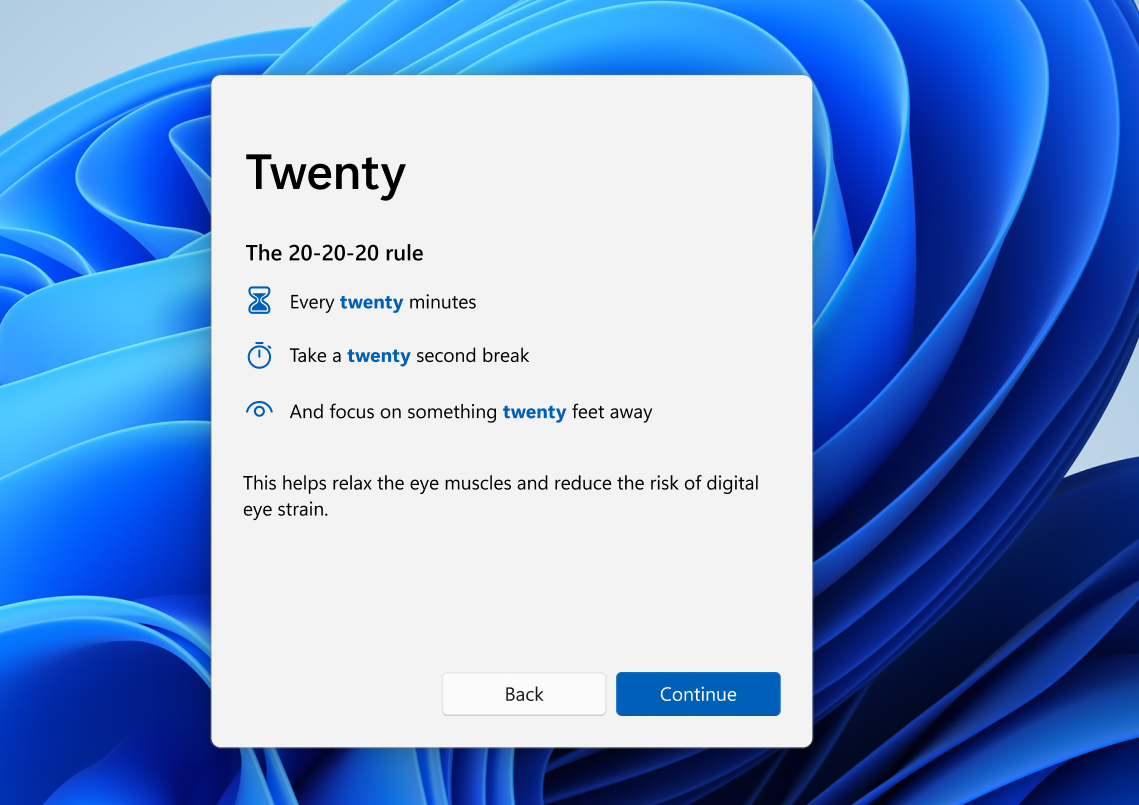 Twenty
The 20-20-20 rule
Every twenty minutes
Take a twenty second break
And focus on something twenty feet away
This helps relax the eye muscles and reduce the risk of digital
eye strain.
Back
Continue